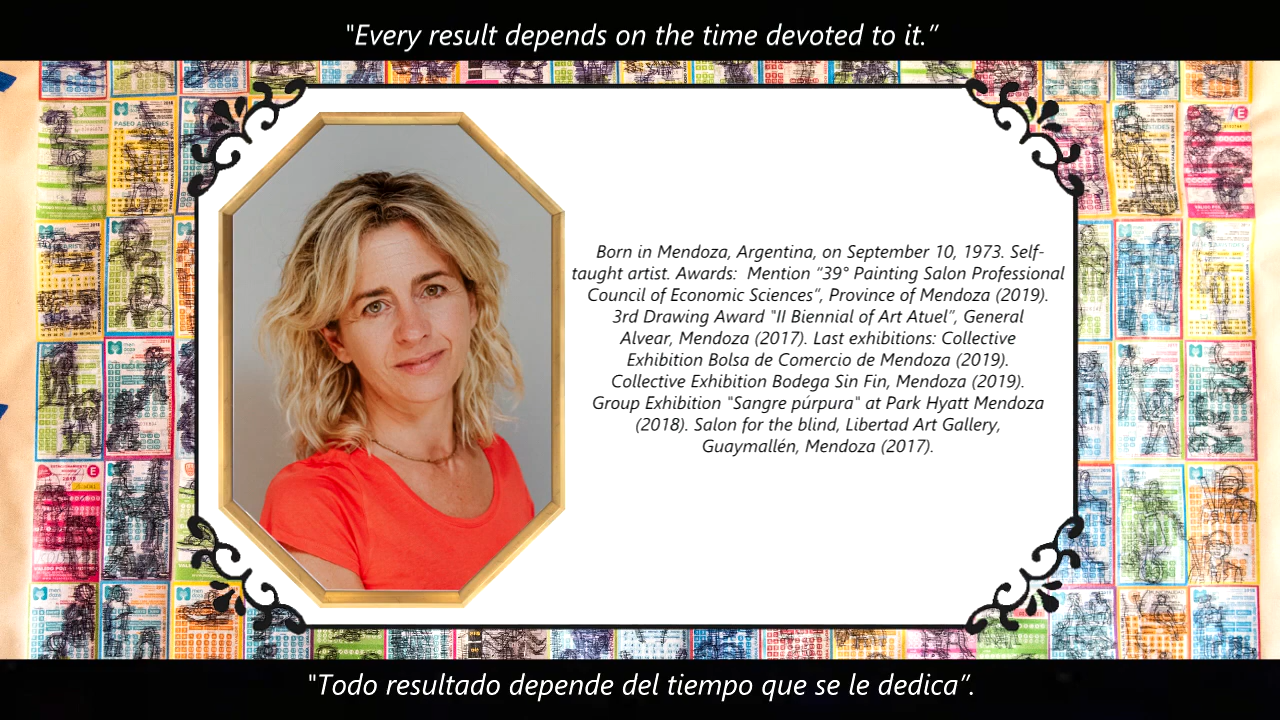 "Every result depends on the time devoted to it.”
Born in Mendoza, Argentina, on September 10, 1973. Self-
taught artist. Awards:  Mention “39° Painting Salon Professional
Council of Economic Sciences”, Province of Mendoza (2019).
3rd Drawing Award “II Biennial of Art Atuel”, General
Alvear, Mendoza (2017). Last exhibitions: Collective
Exhibition Bolsa de Comercio de Mendoza (2019).
Collective Exhibition Bodega Sin Fin, Mendoza (2019).
Group Exhibition "Sangre púrpura" at Park Hyatt Mendoza
(2018). Salon for the blind, Libertad Art Gallery,
Guaymallén, Mendoza (2017).
"Todo resultado depende del tiempo que se le dedica”.